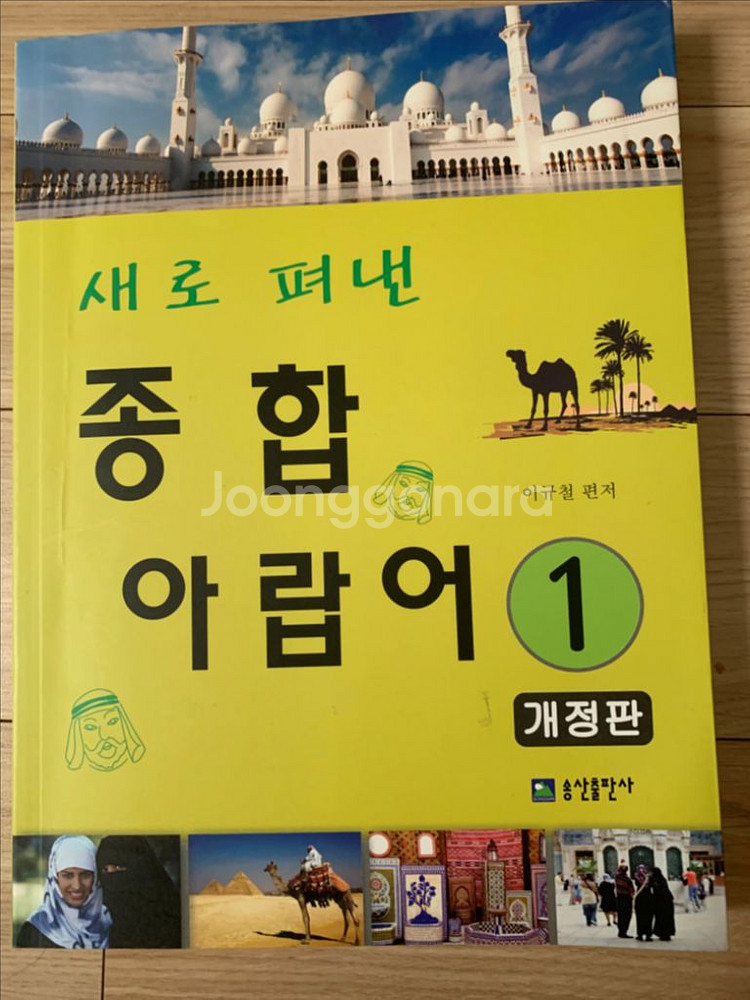 새로 펴낸
종합
Joonggonara
이규철 편저
아랍어 1
개정판
송산출판사